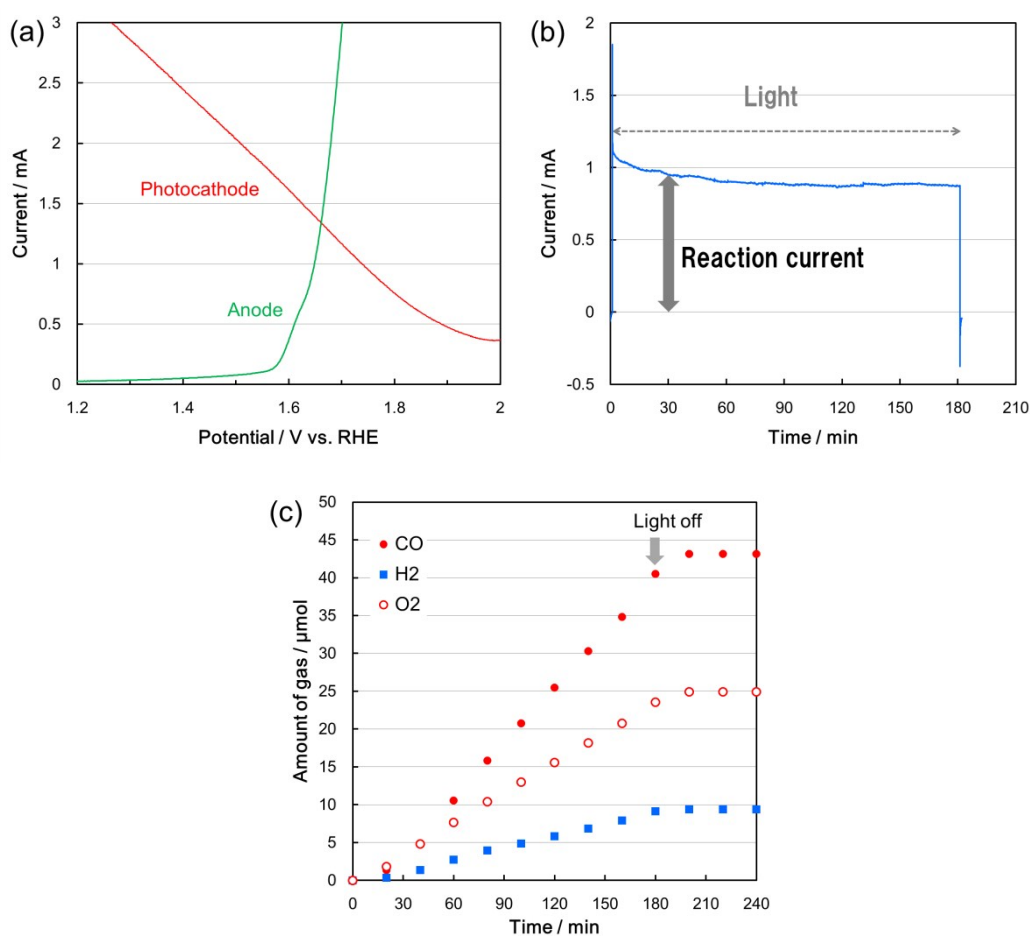 (a)
3
2.5
2
1.5
1
0.5
0
Current / mA
Photocathode
Anode
1.2
1.4
1.6
1.8
2
Potential / V vs. RHE
(b)
2
1.5
1
0.5
0
-0.5
Current / mA
Light
Reaction current
0
30
60
90
120
150
180
210
Time / min
(c)
50
45
40
35
30
25
20
15
10
5
0
Amount of gas / μmol
CO
H2
O2
Light off
0
30
60
90
120
150
180
210
240
Time / min